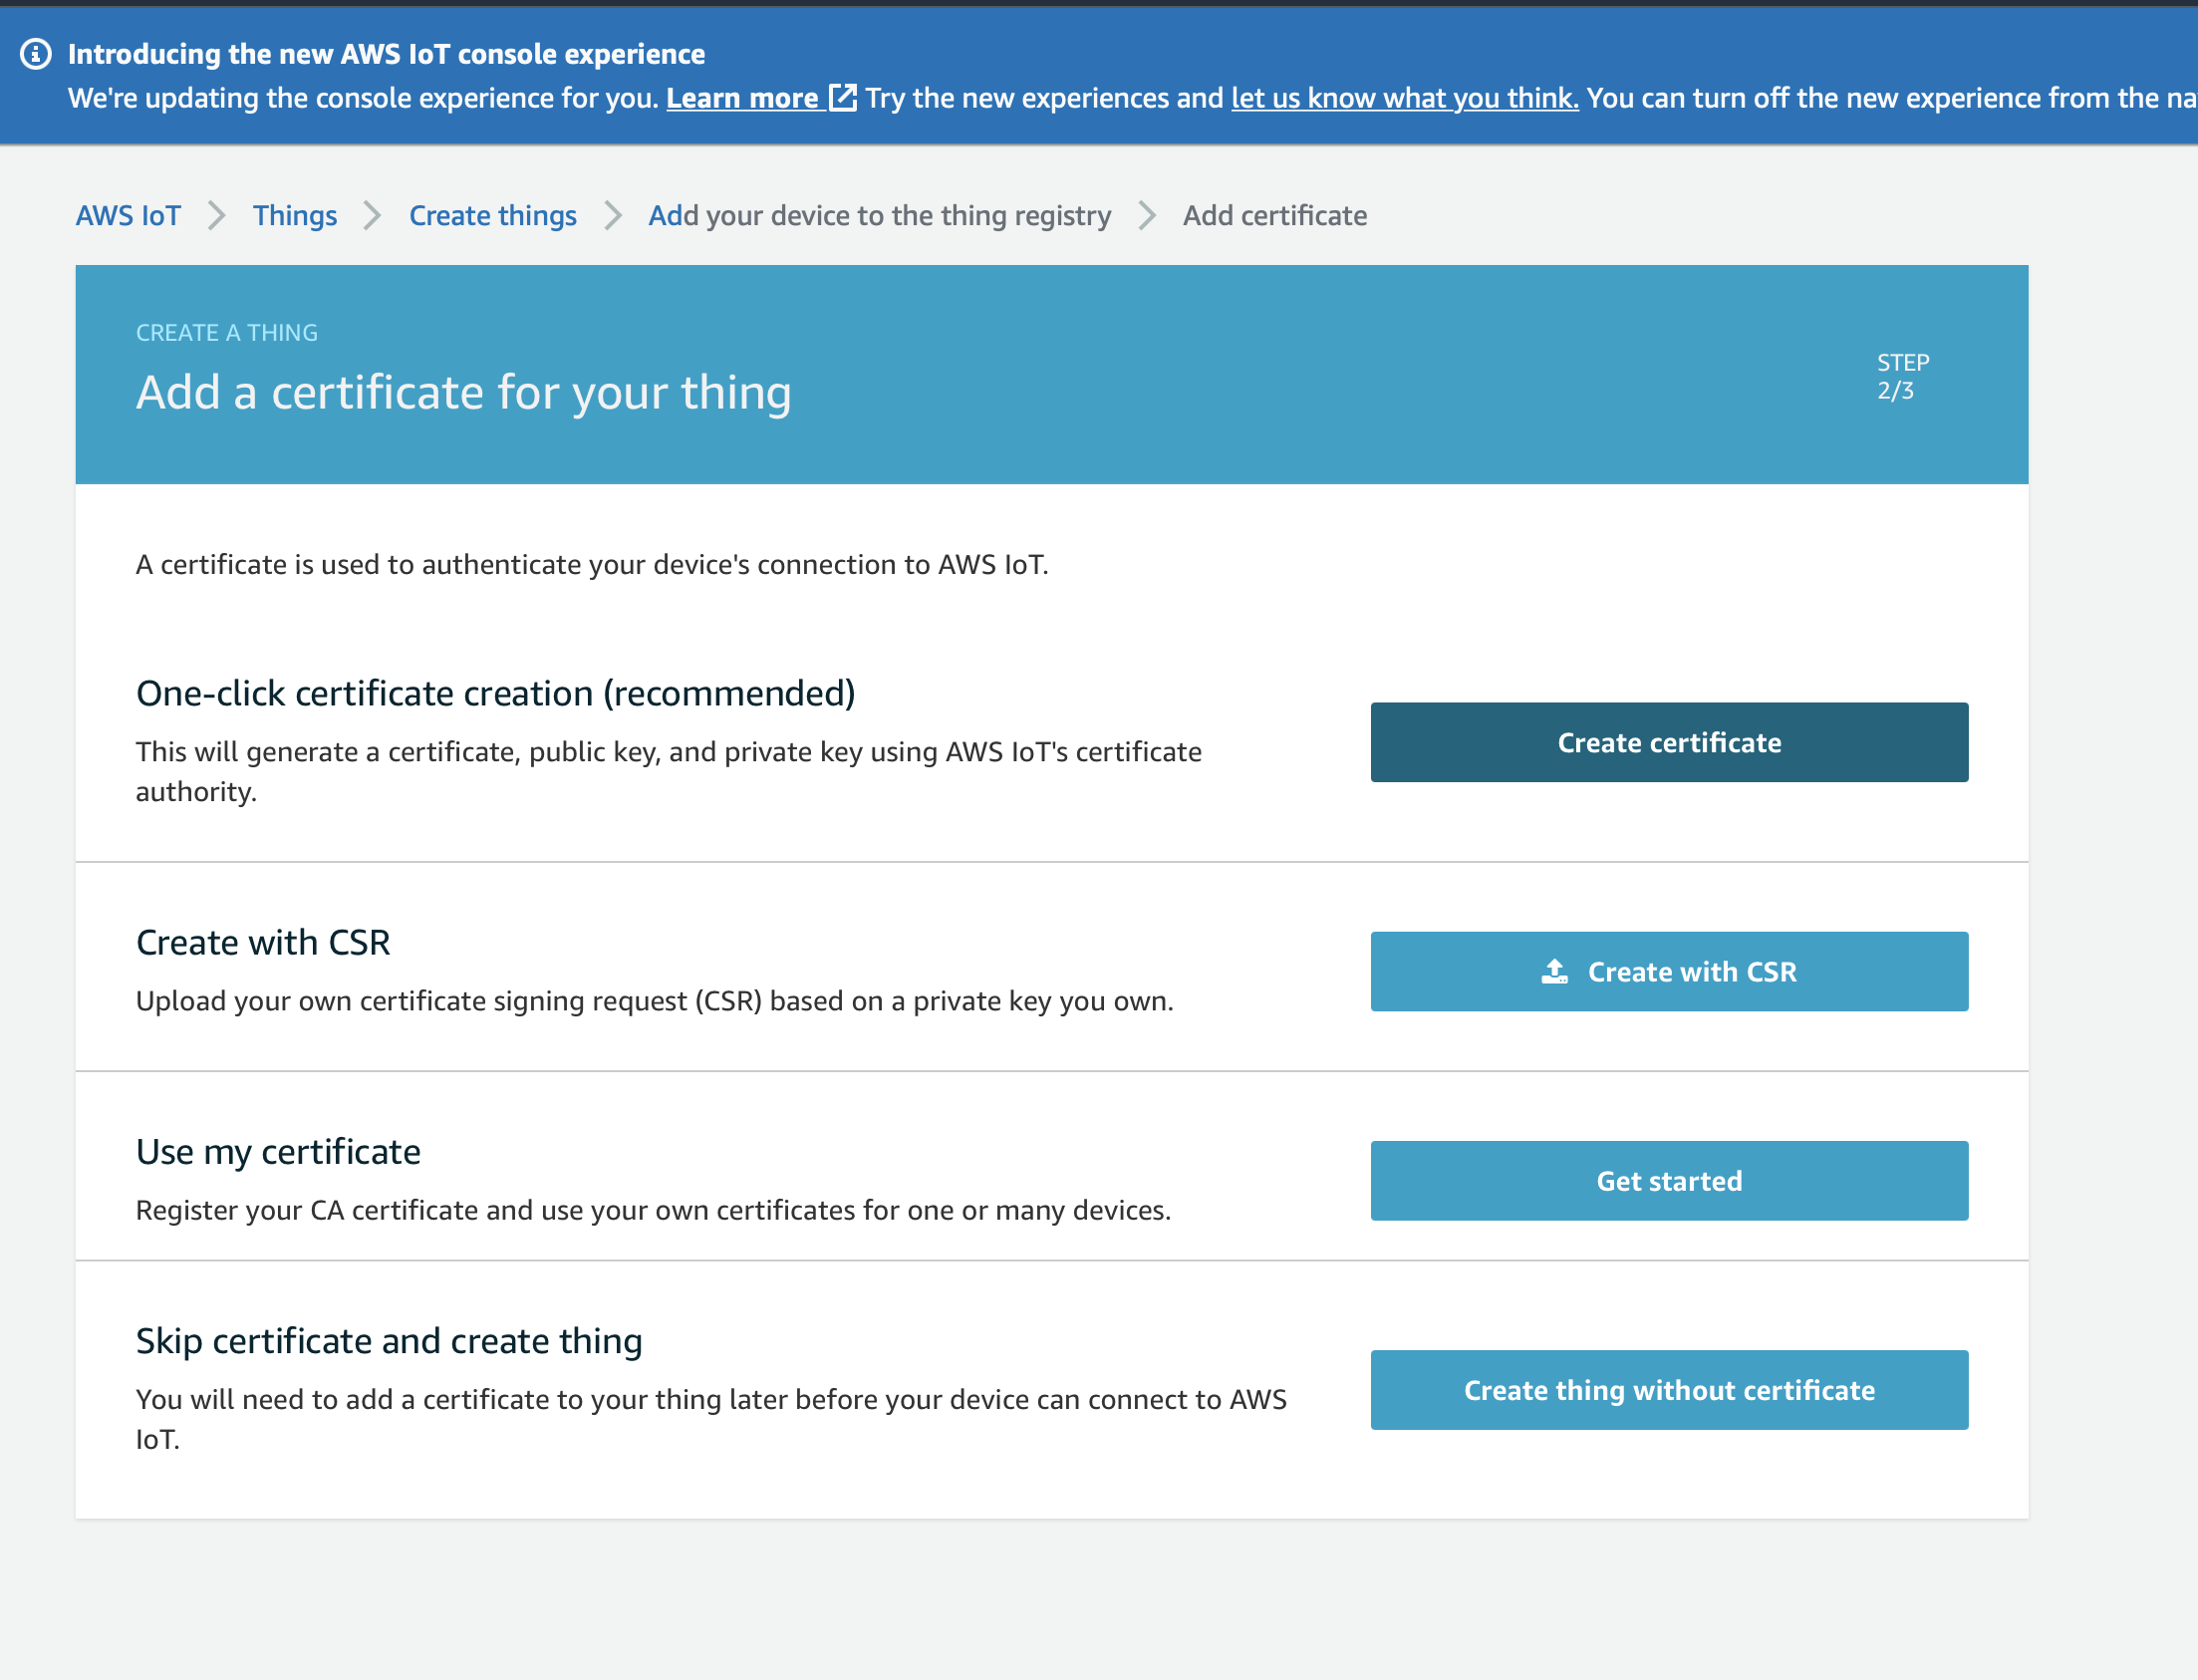 Introducing the new AWS IoT console experience
We're updating the console experience for you. Learn more Try the new experiences and let us know what you think. You can turn off the new experience from the
AWS IoT > Things > Create things > Add your device to the thing registry > Add certificate
CREATE A THING
Add a certificate for your thing
STEP
2/3
A certificate is used to authenticate your device's connection to AWS IoT.
One-click certificate creation (recommended)
This will generate a certificate, public key, and private key using AWS IoT's certificate
authority.
Create certificate
Create with CSR
Upload your own certificate signing request (CSR) based on a private key you own.
Create with CSR
Use my certificate
Register your CA certificate and use your own certificates for one or many devices.
Get started
Skip certificate and create thing
You will need to add a certificate to your thing later before your device can connect to AWS
IoT.
Create thing without certificate